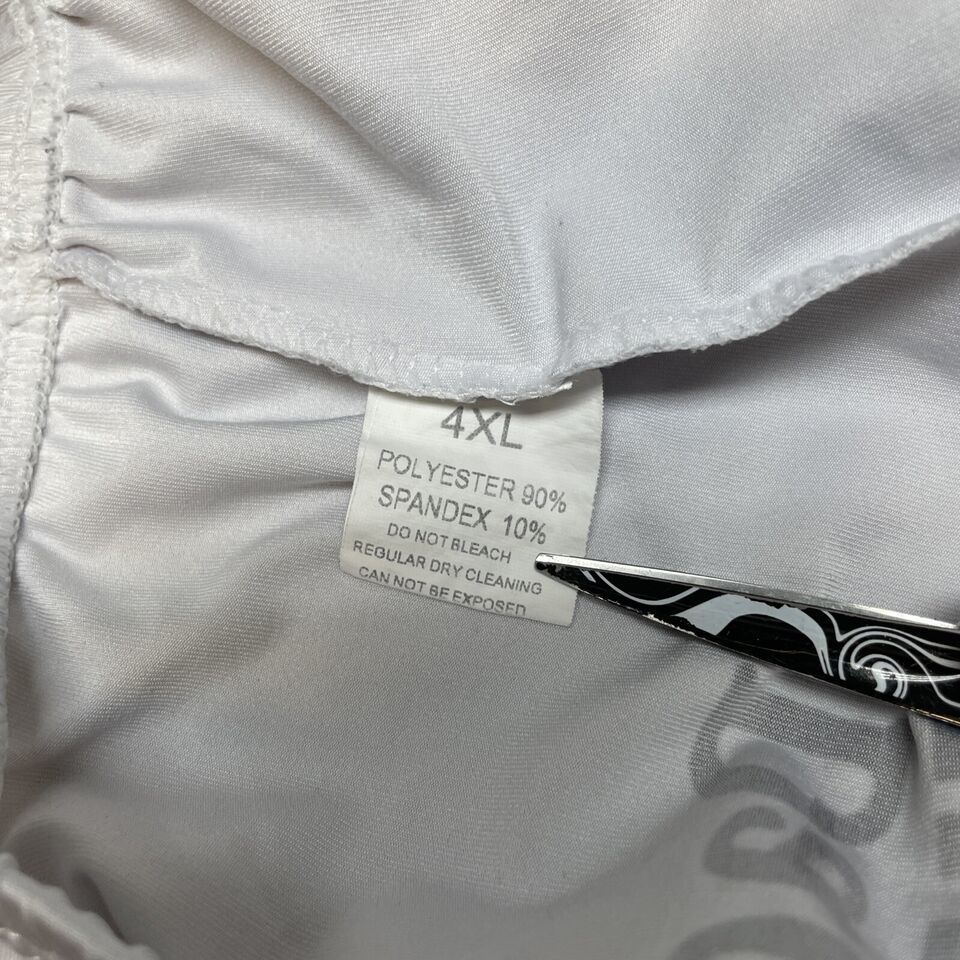 4XL
POLYESTER 90%
SPANDEX 10%
DO NOT BLEACH
REGULAR DRY CLEANING
CAN NOT BE EXPOSED